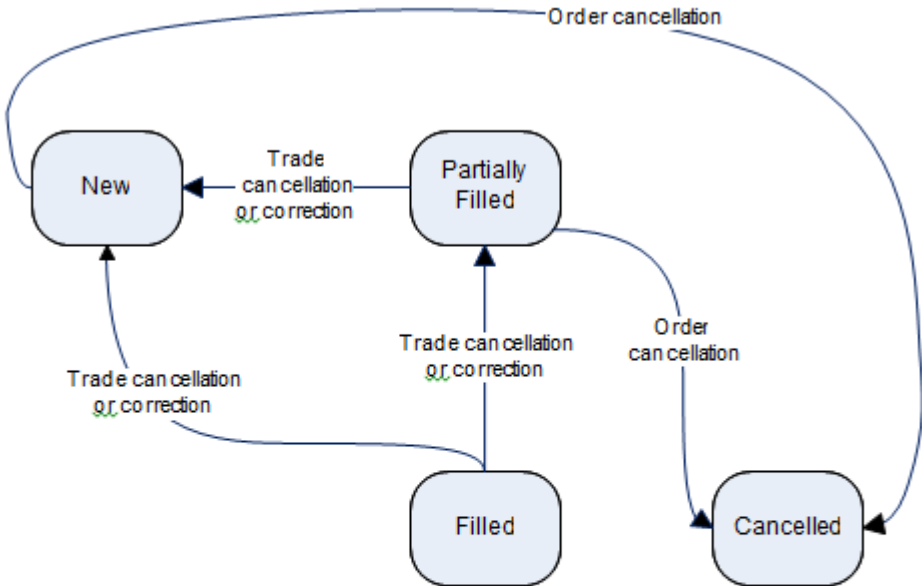 Order cancellation
New
Trade
cancellation
or correction
Partially
Filled
Trade cancellation
or correction
Order
cancellation
Trade cancellation
or correction
Filled
Cancelled